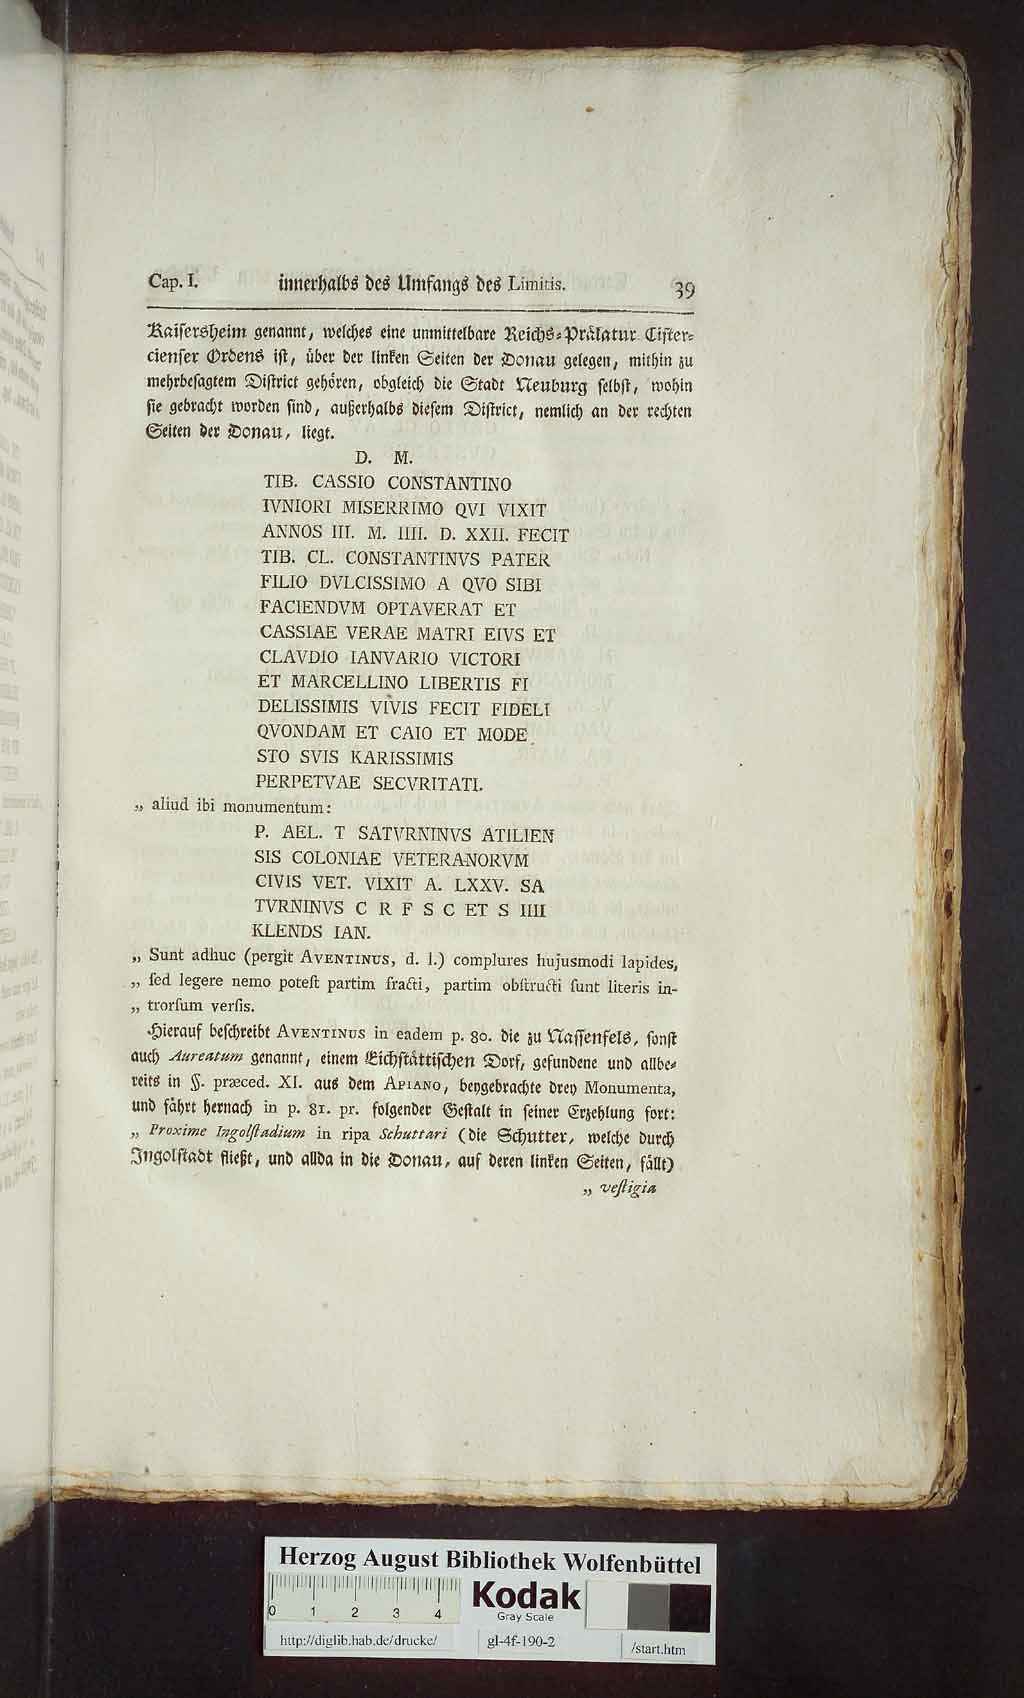 Cap. I. innerhalbs des Umfangs des Limitis. 39
Kaisersheim genannt, welches eine unmittelbare Reichs-Prälatur Cister-
cienser Ordens ist, über der linken Seiten der Donau gelegen, mithin zu
mehrbesagtem District gehören, obgleich die Stadt Neuburg selbst, wohin
sie gebracht worden sind, außerhalbs diesem District, nemlich an der rechten
Seiten der Donau, liegt.
D. M.
TIB. CASSIO CONSTANTINO
IVNIORI MISERRIMO QVI VIXIT
ANNOS III. M. IIII. D. XXII. FECIT
TIB. CL. CONSTANTINVS PATER
FILIO DVLCISSIMO A QVO SIBI
FACIENDVM OPTAVERAT ET
CASSIAE VERAE MATRI EIVS ET
CLAVDIO IANVARIO VICTORI
ET MARCELLINO LIBERTIS FI
DELISSIMIS VIVIS FECIT FIDELI
QVONDAM ET CAIO ET MODE
STO SVIS KARISSIMIS
PERPETVAE SECVRITATI.
„ aliud ibi monumentum:
P. AEL. T SATVRNINVS ATILIEN
SIS COLONIAE VETERANORVM
CIVIS VET. VIXIT A. LXXV. SA
TVRNINVS C R F S C ET S IIII
KLENDS IAN.
„ Sunt adhuc (pergit AVENTINUS, d. l.) complures hujusmodi lapides,
„ ſed legere nemo poteſt partim fracti, partim obſtructi ſunt literis in-
„ trorſum verſis.
Hierauf beschreibt AVENTINUS in eadem p. 80. die zu Nassenfels, sonst
auch Aureatum genannt, einem Eichstättischen Dorf, gefundene und allbe-
reits in §. præced. XI. aus dem APIANO, beygebrachte drey Monumenta,
und fährt hernach in p. 81. pr. folgender Gestalt in seiner Erzehlung fort:
„ Proxime Ingolſtadium in ripa Schuttari (die Schutter, welche durch
Ingolstadt fließt, und allda in die Donau, auf deren linken Seiten, fällt)
„ veſtigia
Herzog August Bibliothek Wolfenbüttel
0 1 2 3 4
Kodak
Gray Scale
http://diglib.hab.de/drucke/ gl-4f-190-2 /start.htm